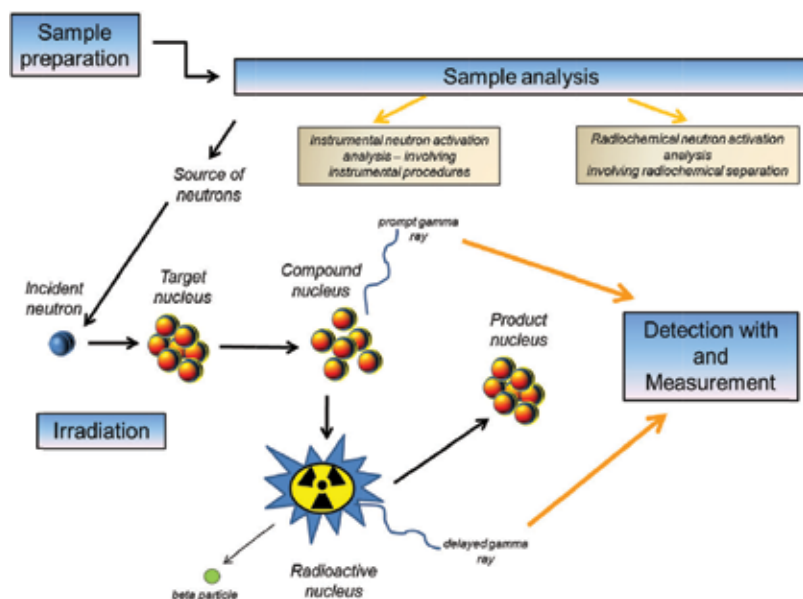 Sample
preparation
Sample analysis
Instrumental neutron activation
analysis – involving
instrumental procedures
Radiochemical neutron activation
analysis
involving radiochemical separation
Source of
neutrons
prompt gamma
ray
Incident
neutron
Target
nucleus
Compound
nucleus
Product
nucleus
Detection with
and
Measurement
Irradiation
delayed gamma
ray
Radioactive
nucleus
beta particle